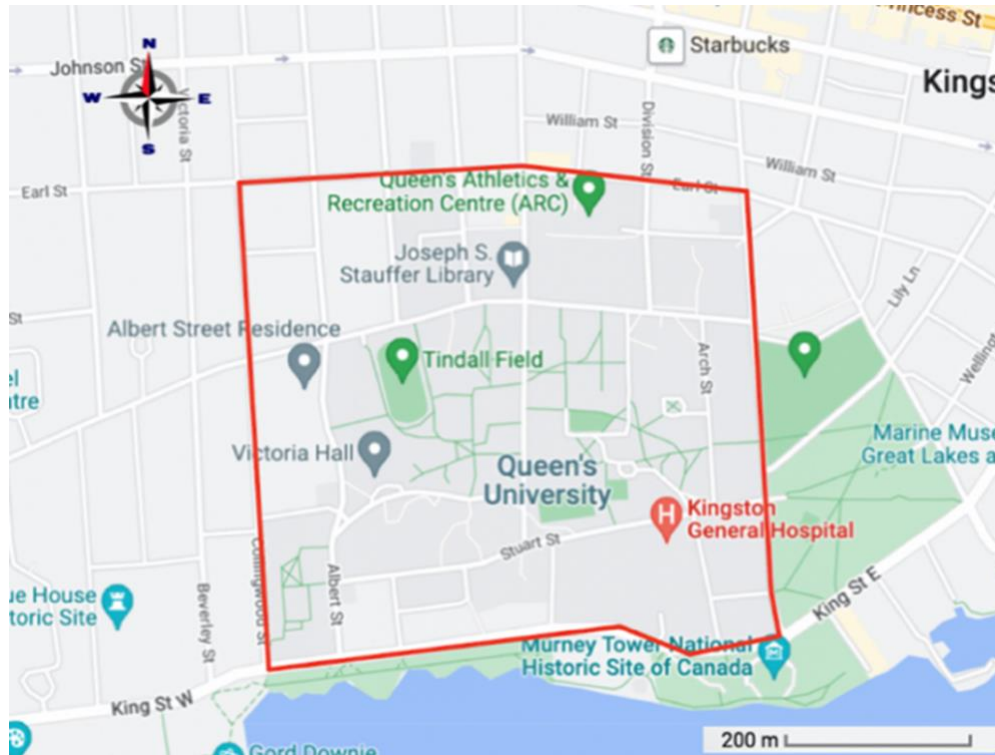 Princess St
Starbucks
Johnson St
N
W
E
S
Kings
Victoria St
Division St
William St
William St
Earl St
Queen's Athletics &
Recreation Centre (ARC)
Earl St
Joseph S.
Stauffer Library
Lily Ln
St
Albert Street Residence
Tindall Field
Arch St
Wellingt
el
tre
Victoria Hall
Marine Muse
Great Lakes a
Queen's
University
Kingston
General Hospital
Stuart St
Collingwood St
Albert St
Beverley St
ue House
toric Site
King St E
Murney Tower National
Historic Site of Canada
King St W
200 m
Gord Downie